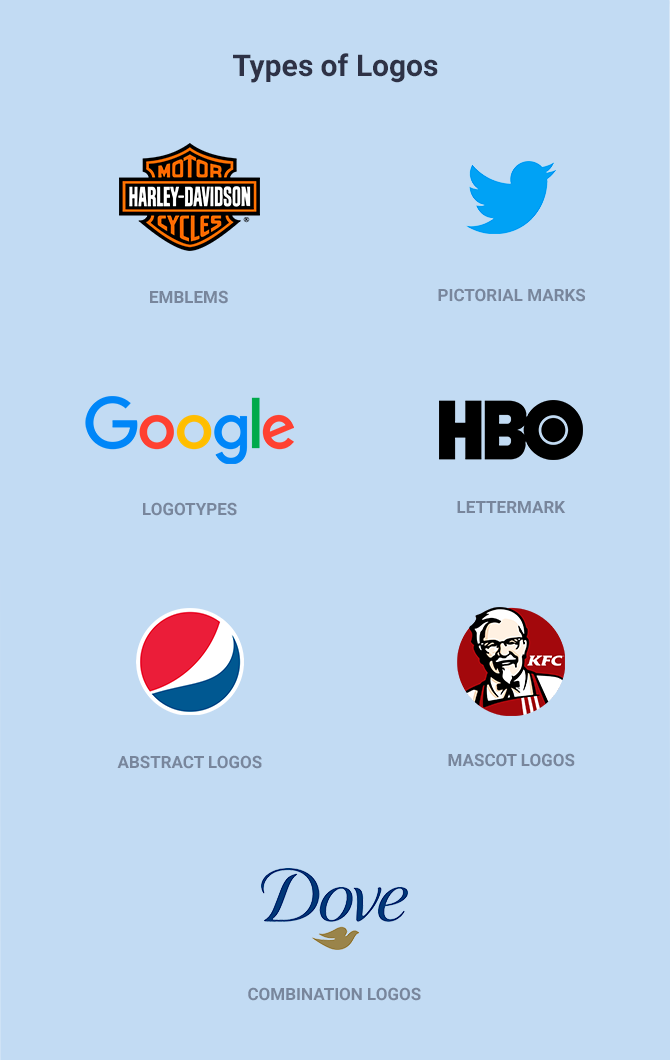 Types of Logos
MOTOR
HARLEY-DAVIDSON
CYCLES
®
EMBLEMS
PICTORIAL MARKS
Google
HBO
LOGOTYPES
LETTERMARK
KFC
ABSTRACT LOGOS
MASCOT LOGOS
Dove
COMBINATION LOGOS